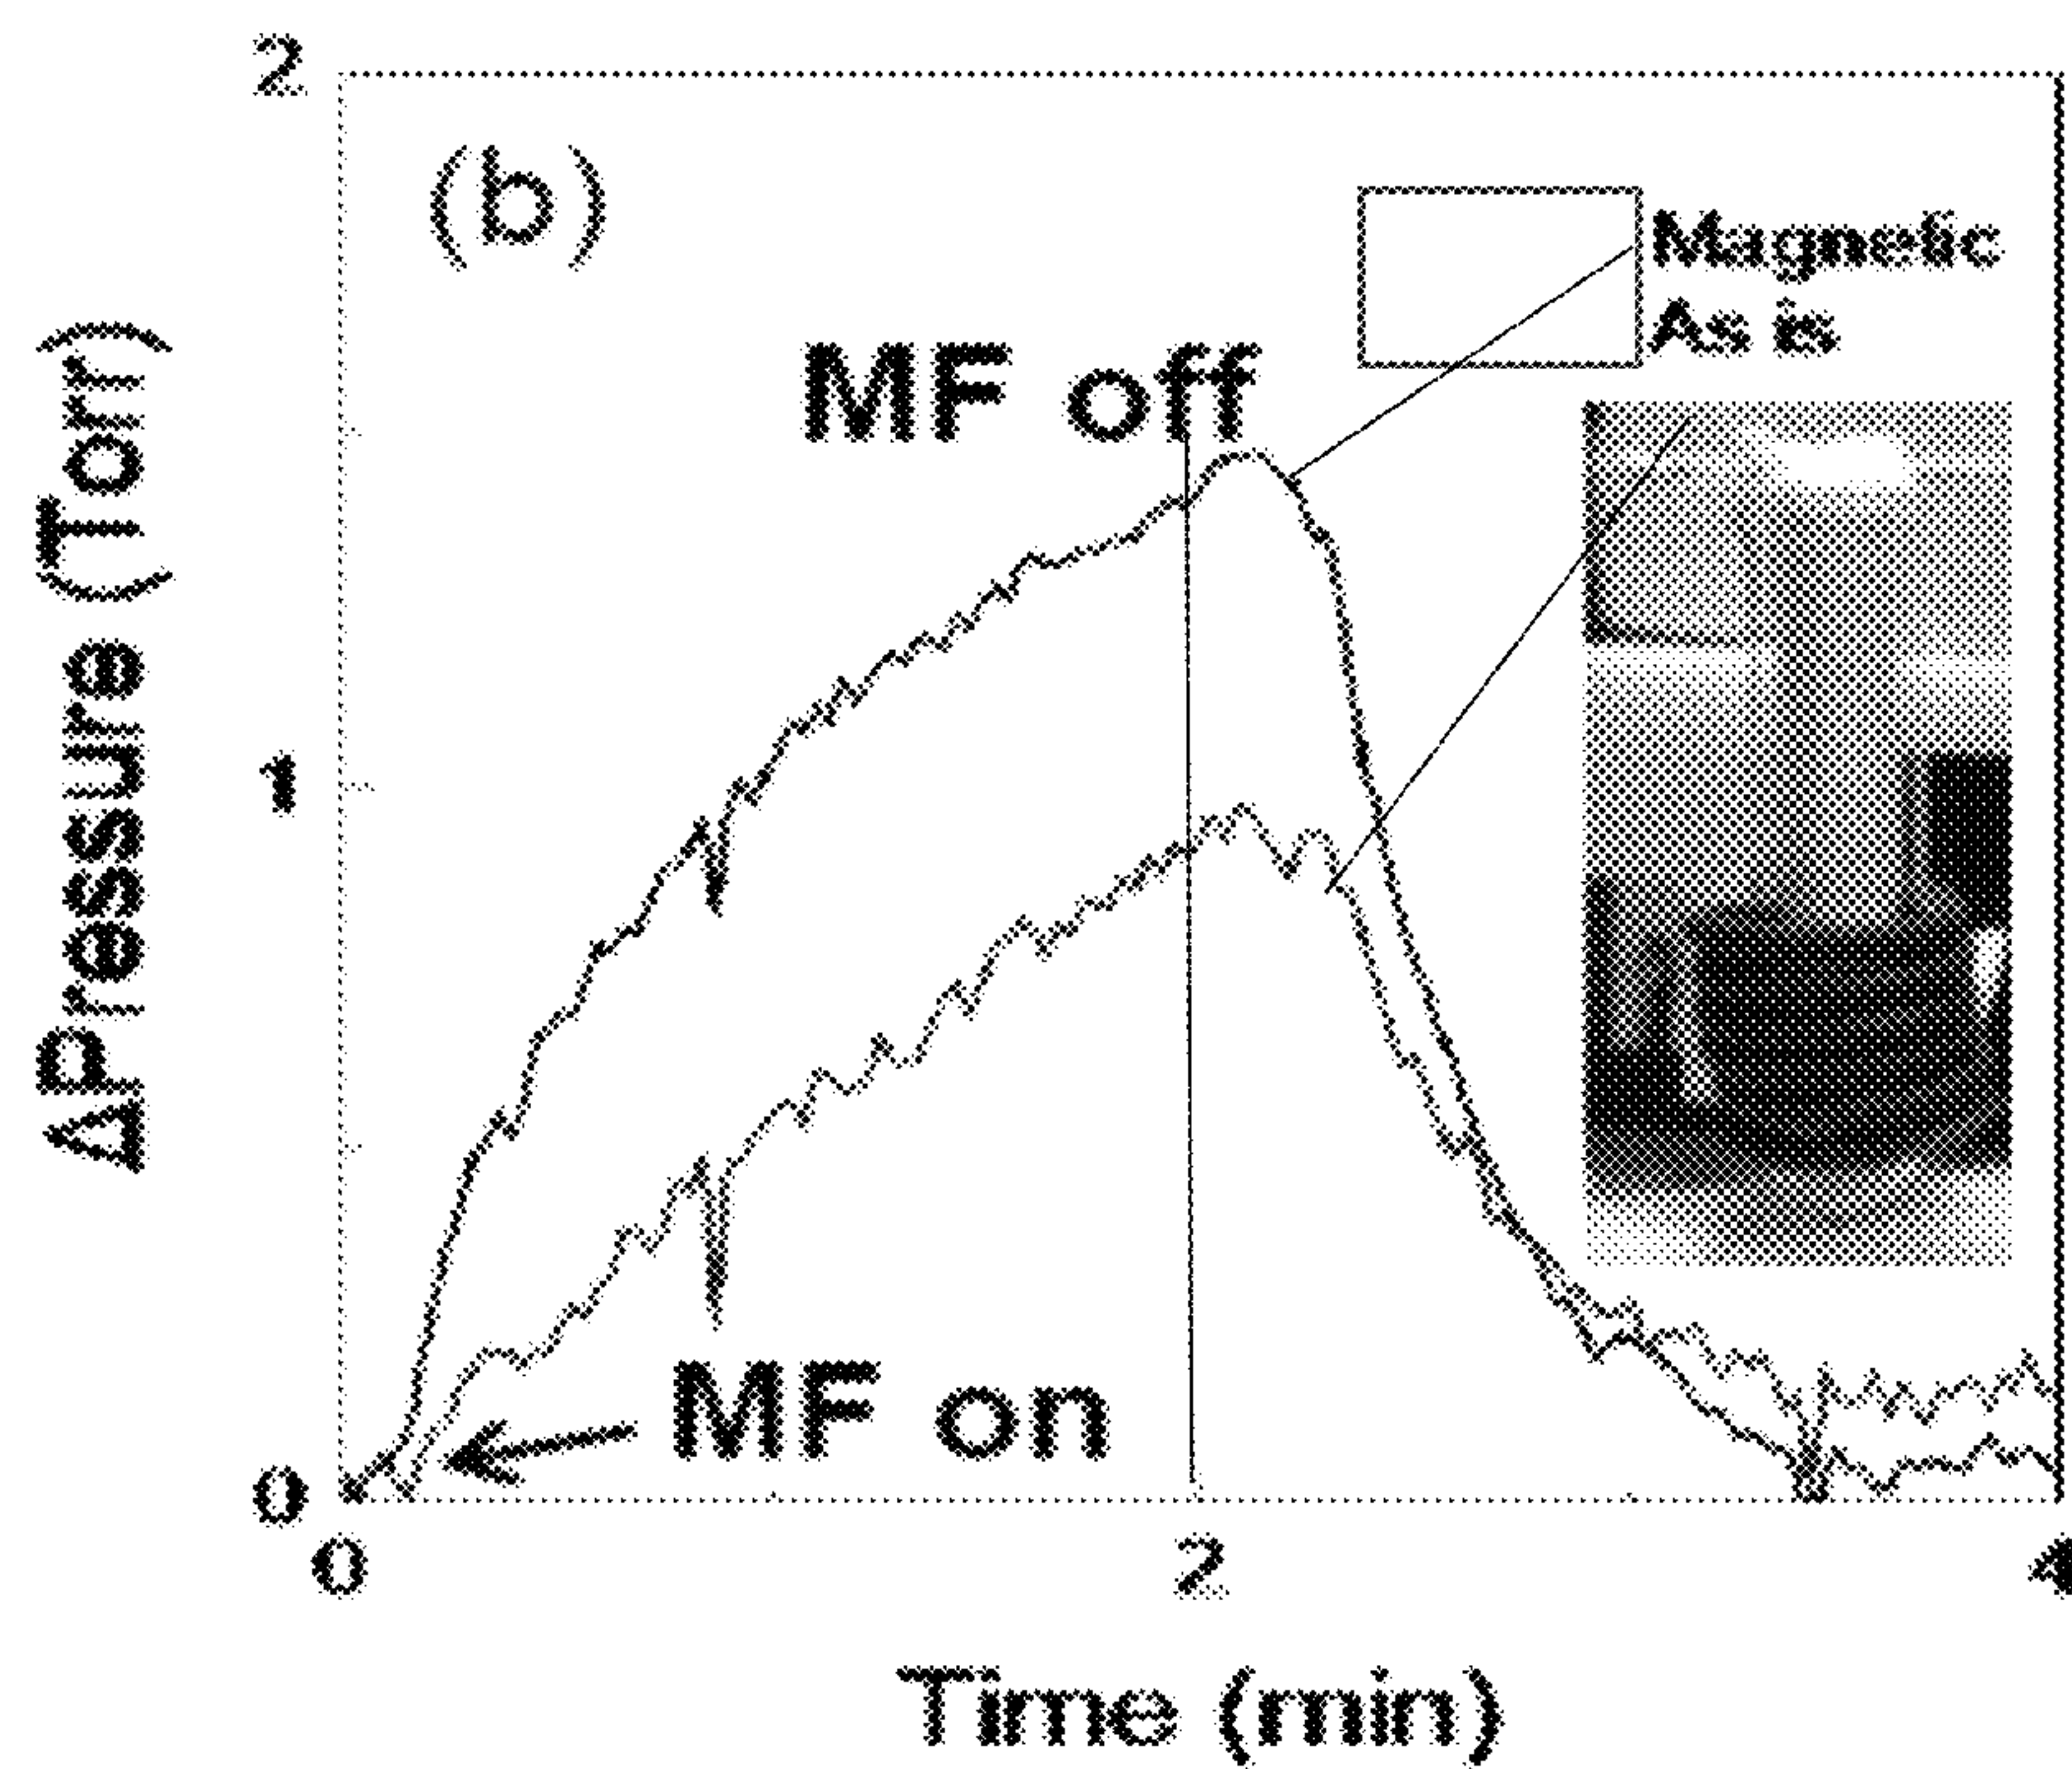 2
(b)
Magnetic
As is
MF off
ΔPressure (Torr)
1
MF on
0
0 2 4
Time (min)